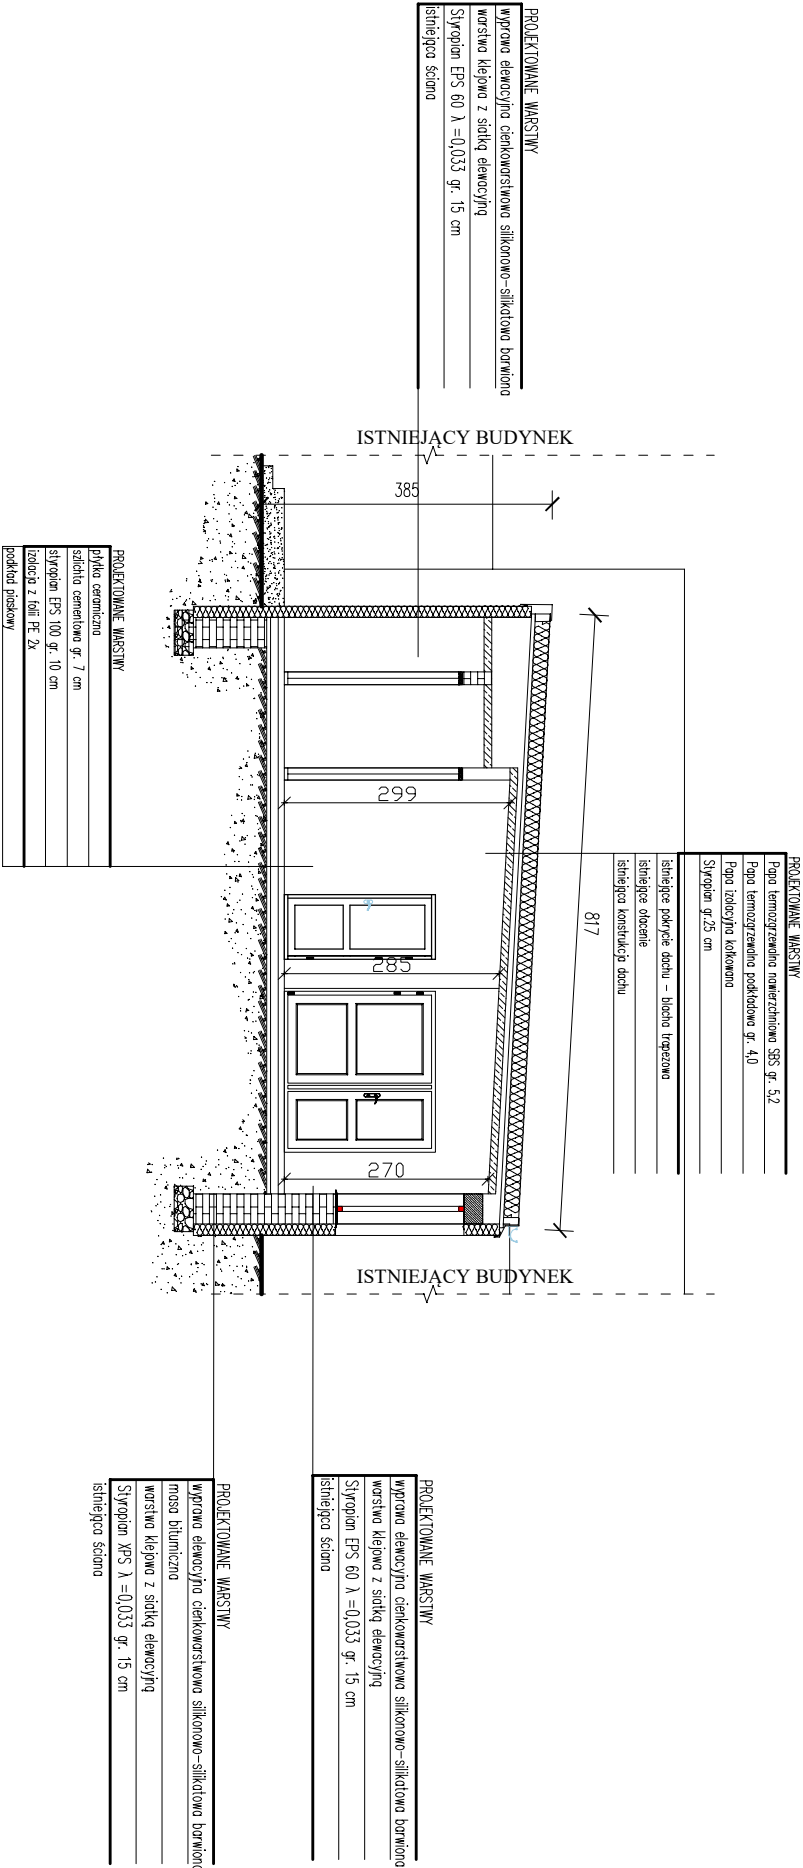 PROJEKTOWANE WARSTWY
wyprawa elewacyjna cienkowarstwowa silikonowo-silikatowa barwiona
warstwa klejowa z siatką elewacyjną
Styropian EPS 60 λ =0,033 gr. 15 cm
istniejąca ściana
ISTNIEJĄCY BUDYNEK
385
PROJEKTOWANE WARSTWY
płytka ceramiczna
szlichta cementowa gr. 7 cm
styropian EPS 100 gr. 10 cm
izolacja z folii PE 2x
podkład piaskowy
299
285
270
817
PROJEKTOWANE WARSTWY
Papa termozgrzewalna nawierzchniowa SBS gr. 5,2
Papa termozgrzewalna podkładowa gr. 4,0
Papa izolacyjna kołkowana
Styropian gr.25 cm
istniejące pokrycie dachu - blacha trapezowa
istniejące ołacenie
istniejąca konstrukcja dachu
ISTNIEJĄCY BUDYNEK
PROJEKTOWANE WARSTWY
wyprawa elewacyjna cienkowarstwowa silikonowo-silikatowa barwiona
warstwa klejowa z siatką elewacyjną
Styropian EPS 60 λ =0,033 gr. 15 cm
istniejąca ściana
PROJEKTOWANE WARSTWY
wyprawa elewacyjna cienkowarstwowa silikonowo-silikatowa barwiona
masa bitumiczna
warstwa klejowa z siatką elewacyjną
Styropian XPS λ =0,033 gr. 15 cm
istniejąca ściana